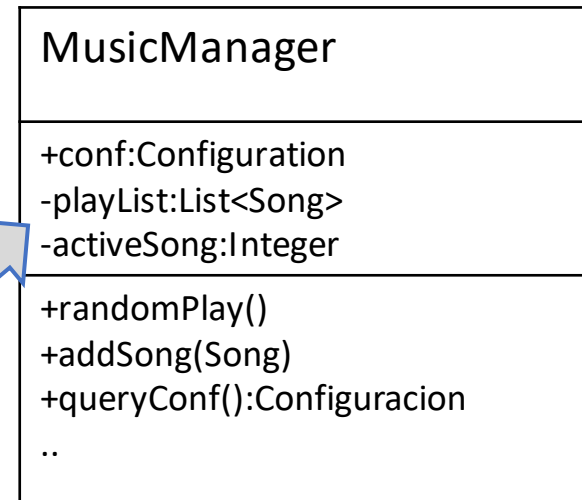 MusicManager
+conf:Configuration
-playList:List<Song>
-activeSong:Integer
+randomPlay()
+addSong(Song)
+queryConf():Configuracion
..